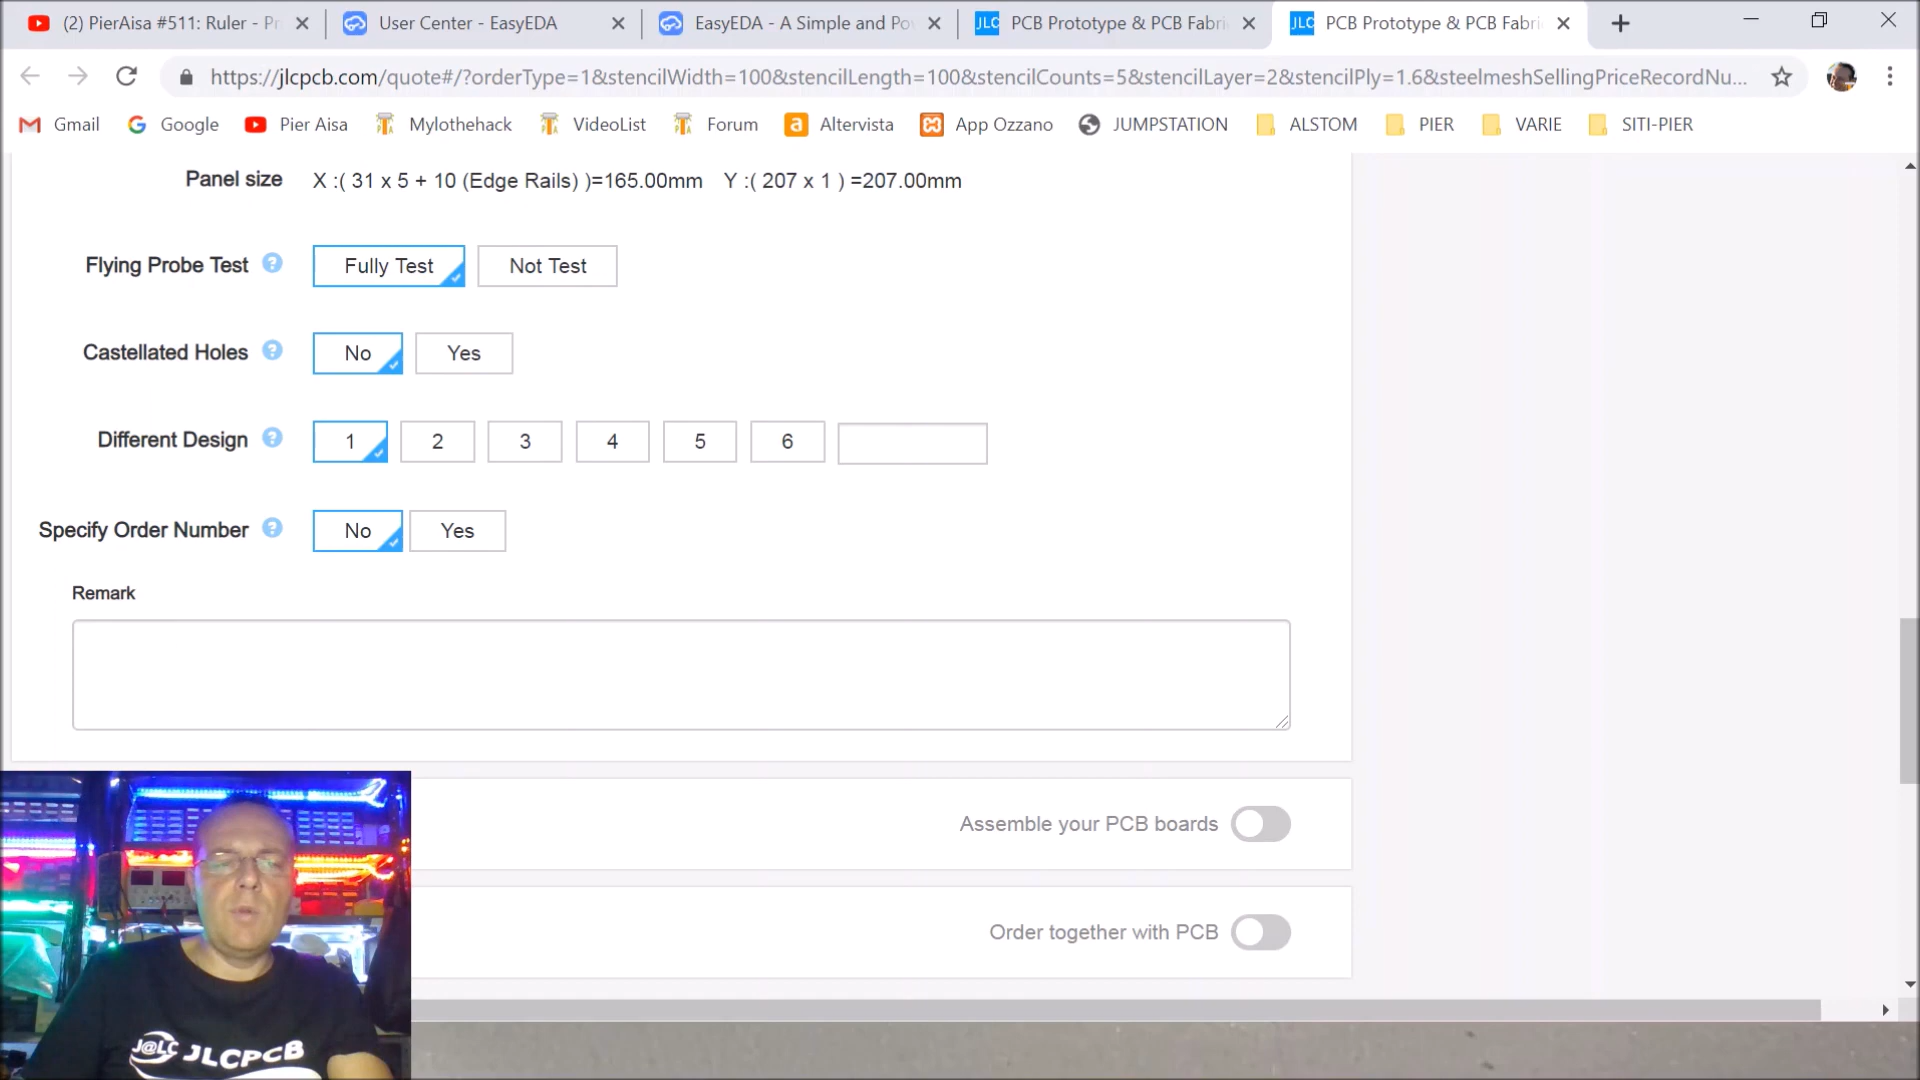 (2) PierAisa #511: Ruler - Pr
User Center - EasyEDA
EasyEDA - A Simple and Po
JLC PCB Prototype & PCB Fabri
JLC PCB Prototype & PCB Fabri
https://jlcpcb.com/quote#/?orderType=1&stencilWidth=100&stencilLength=100&stencilCounts=5&stencilLayer=2&stencilPly=1.6&steelmeshSellingPriceRecordNu...
Gmail Google Pier Aisa Mylothehack VideoList Forum Altervista App Ozzano JUMPSTATION ALSTOM PIER VARIE SITI-PIER
Panel size X :( 31 x 5 + 10 (Edge Rails) )=165.00mm Y :( 207 x 1 ) =207.00mm
Flying Probe Test ? Fully Test Not Test
Castellated Holes ? No Yes
Different Design ? 1 2 3 4 5 6
Specify Order Number ? No Yes
Remark
Assemble your PCB boards
Order together with PCB
J@LC JLCPCB